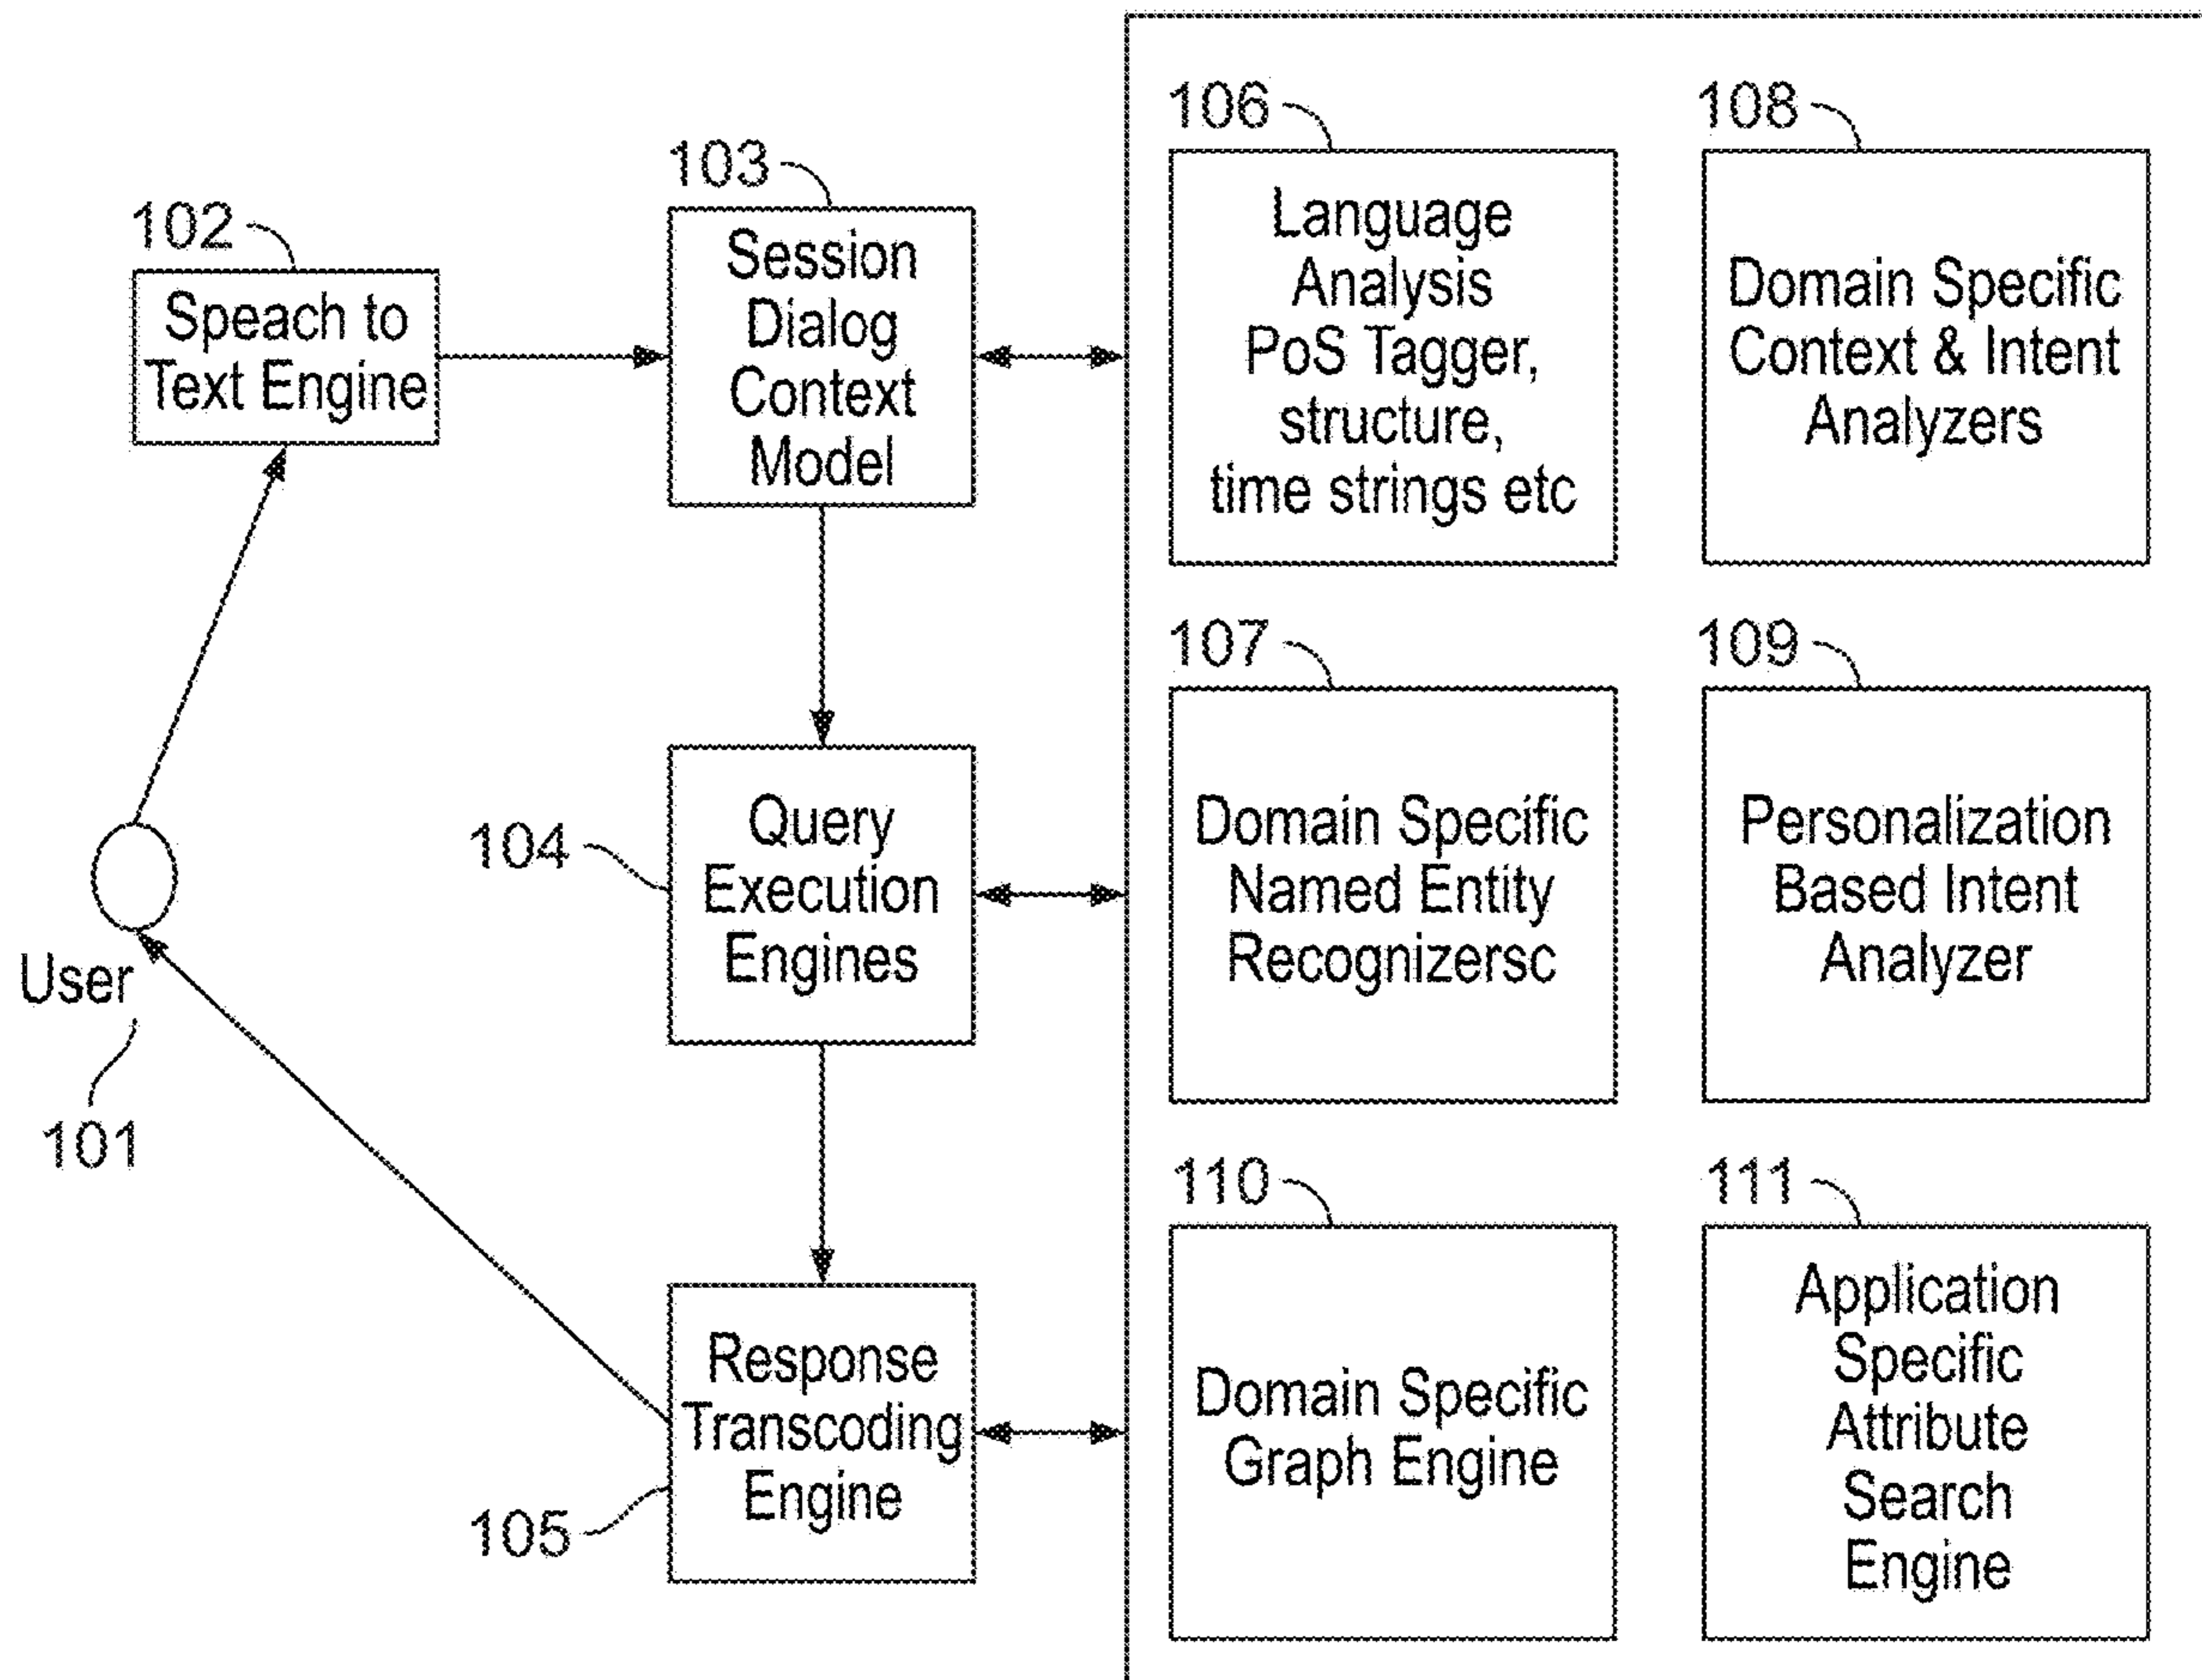 102
Speach to
Text Engine
103
Session
Dialog
Context
Model
104
Query
Execution
Engines
105
Response
Transcoding
Engine
User
101
106
Language
Analysis
PoS Tagger,
structure,
time strings etc
108
Domain Specific
Context & Intent
Analyzers
107
Domain Specific
Named Entity
Recognizersc
109
Personalization
Based Intent
Analyzer
110
Domain Specific
Graph Engine
111
Application
Specific
Attribute
Search
Engine